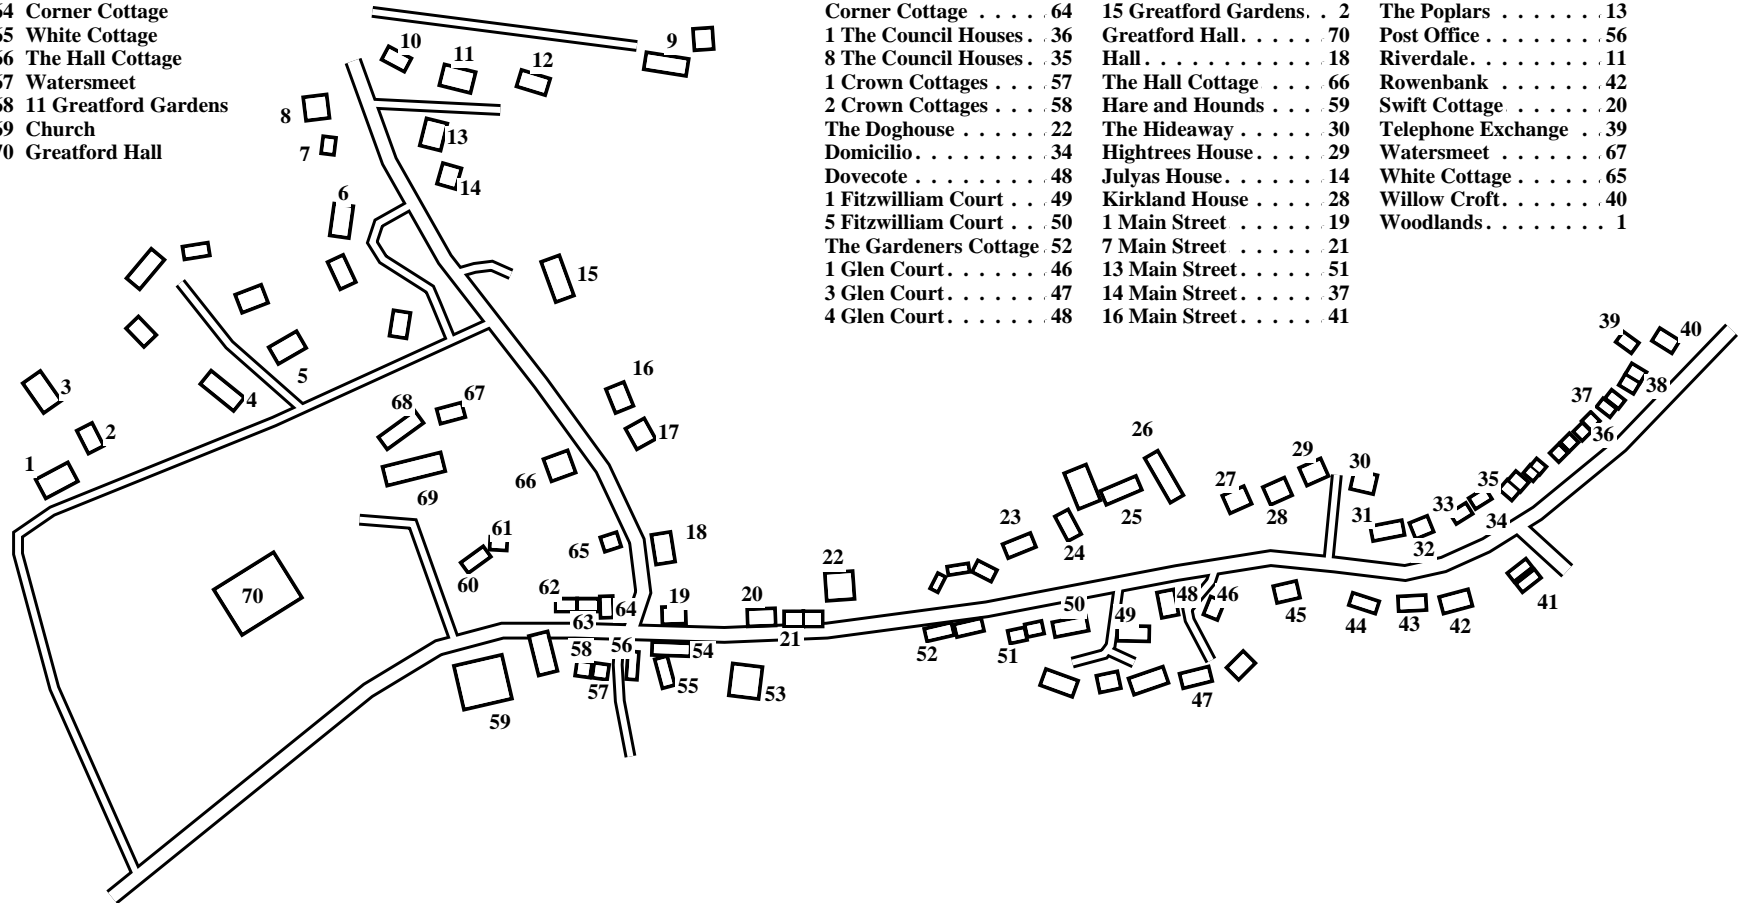 64 Corner Cottage
65 White Cottage
66 The Hall Cottage
67 Watersmeet
68 11 Greatford Gardens
69 Church
70 Greatford Hall
Corner Cottage . . . . . 64
1 The Council Houses . . 36
8 The Council Houses . . 35
1 Crown Cottages . . . . 57
2 Crown Cottages . . . . 58
The Doghouse . . . . . . 22
Domicilio . . . . . . . . . 34
Dovecote . . . . . . . . . 48
1 Fitzwilliam Court . . . 49
5 Fitzwilliam Court . . . 50
The Gardeners Cottage . 52
1 Glen Court . . . . . . . 46
3 Glen Court . . . . . . . 47
4 Glen Court . . . . . . . 48
15 Greatford Gardens . . 2
Greatford Hall . . . . . . 70
Hall . . . . . . . . . . . . 18
The Hall Cottage . . . . 66
Hare and Hounds . . . . 59
The Hideaway . . . . . . 30
Hightrees House . . . . . 29
Julyas House . . . . . . . 14
Kirkland House . . . . . 28
1 Main Street . . . . . . 19
7 Main Street . . . . . . 21
13 Main Street . . . . . . 51
14 Main Street . . . . . . 37
16 Main Street . . . . . . 41
The Poplars . . . . . . . 13
Post Office . . . . . . . . 56
Riverdale . . . . . . . . . 11
Rowenbank . . . . . . . 42
Swift Cottage . . . . . . 20
Telephone Exchange . . 39
Watersmeet . . . . . . . 67
White Cottage . . . . . . 65
Willow Croft . . . . . . . 40
Woodlands . . . . . . . . 1
9
10
11
12
8
13
7
14
6
15
5
3
4
16
67
68
2
17
1
66
69
39
40
38
37
36
26
29
30
27
28
25
35
33
34
31
32
23
24
18
61
65
60
22
70
62
64
63
19
20
21
50
49
48
46
45
44
43
42
41
58
56
54
52
51
57
55
53
47
59